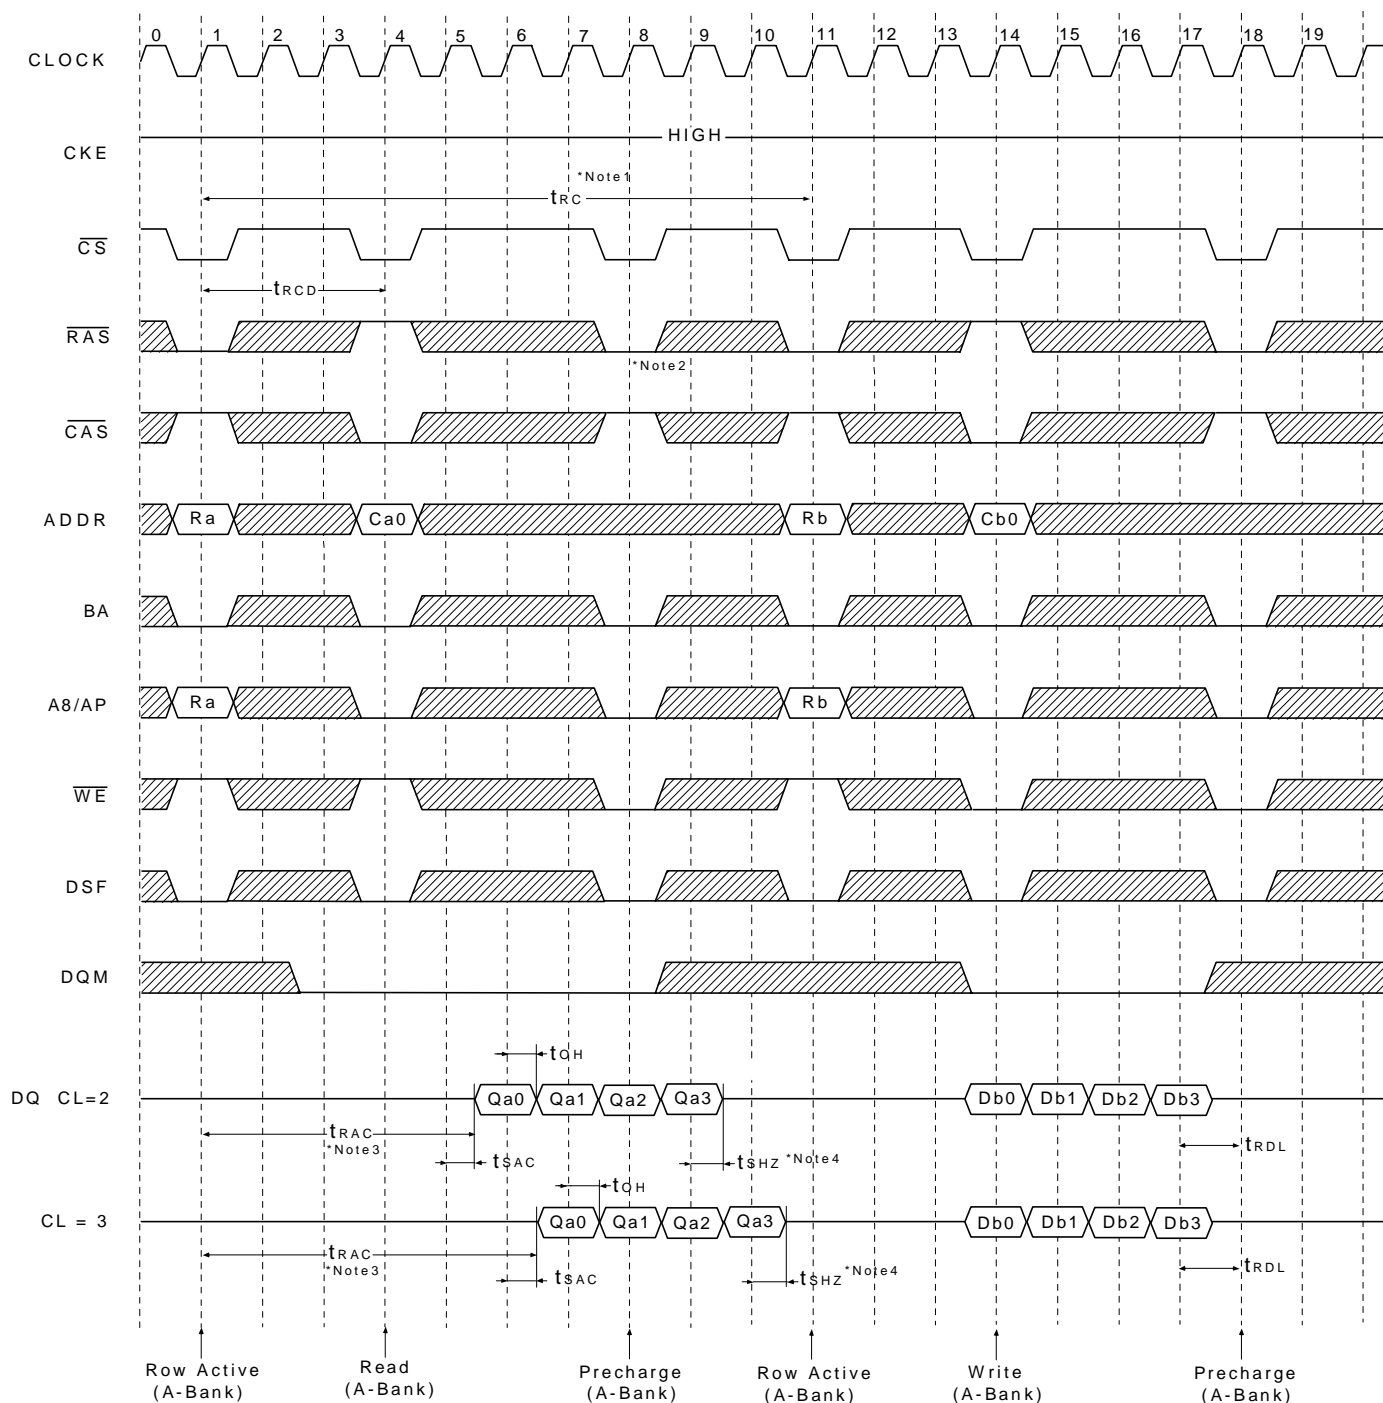 0 1 2 3 4 5 6 7 8 9 10 11 12 13 14 15 16 17 18 19
CLOCK
HIGH
CKE
*Note1
tRC
CS
tRCD
RAS
*Note2
CAS
ADDR Ra Ca0 Rb Cb0
BA
A8/AP Ra Rb
WE
DSF
DQM
tOH
DQ CL=2 Qa0 Qa1 Qa2 Qa3 Db0 Db1 Db2 Db3
tRAC
*Note3
tSAC tSHZ *Note4 tRDL
tOH
CL = 3 Qa0 Qa1 Qa2 Qa3 Db0 Db1 Db2 Db3
tRAC
*Note3
tSAC tSHZ *Note4 tRDL
Row Active Read Precharge Row Active Write Precharge
(A-Bank) (A-Bank) (A-Bank) (A-Bank) (A-Bank) (A-Bank)